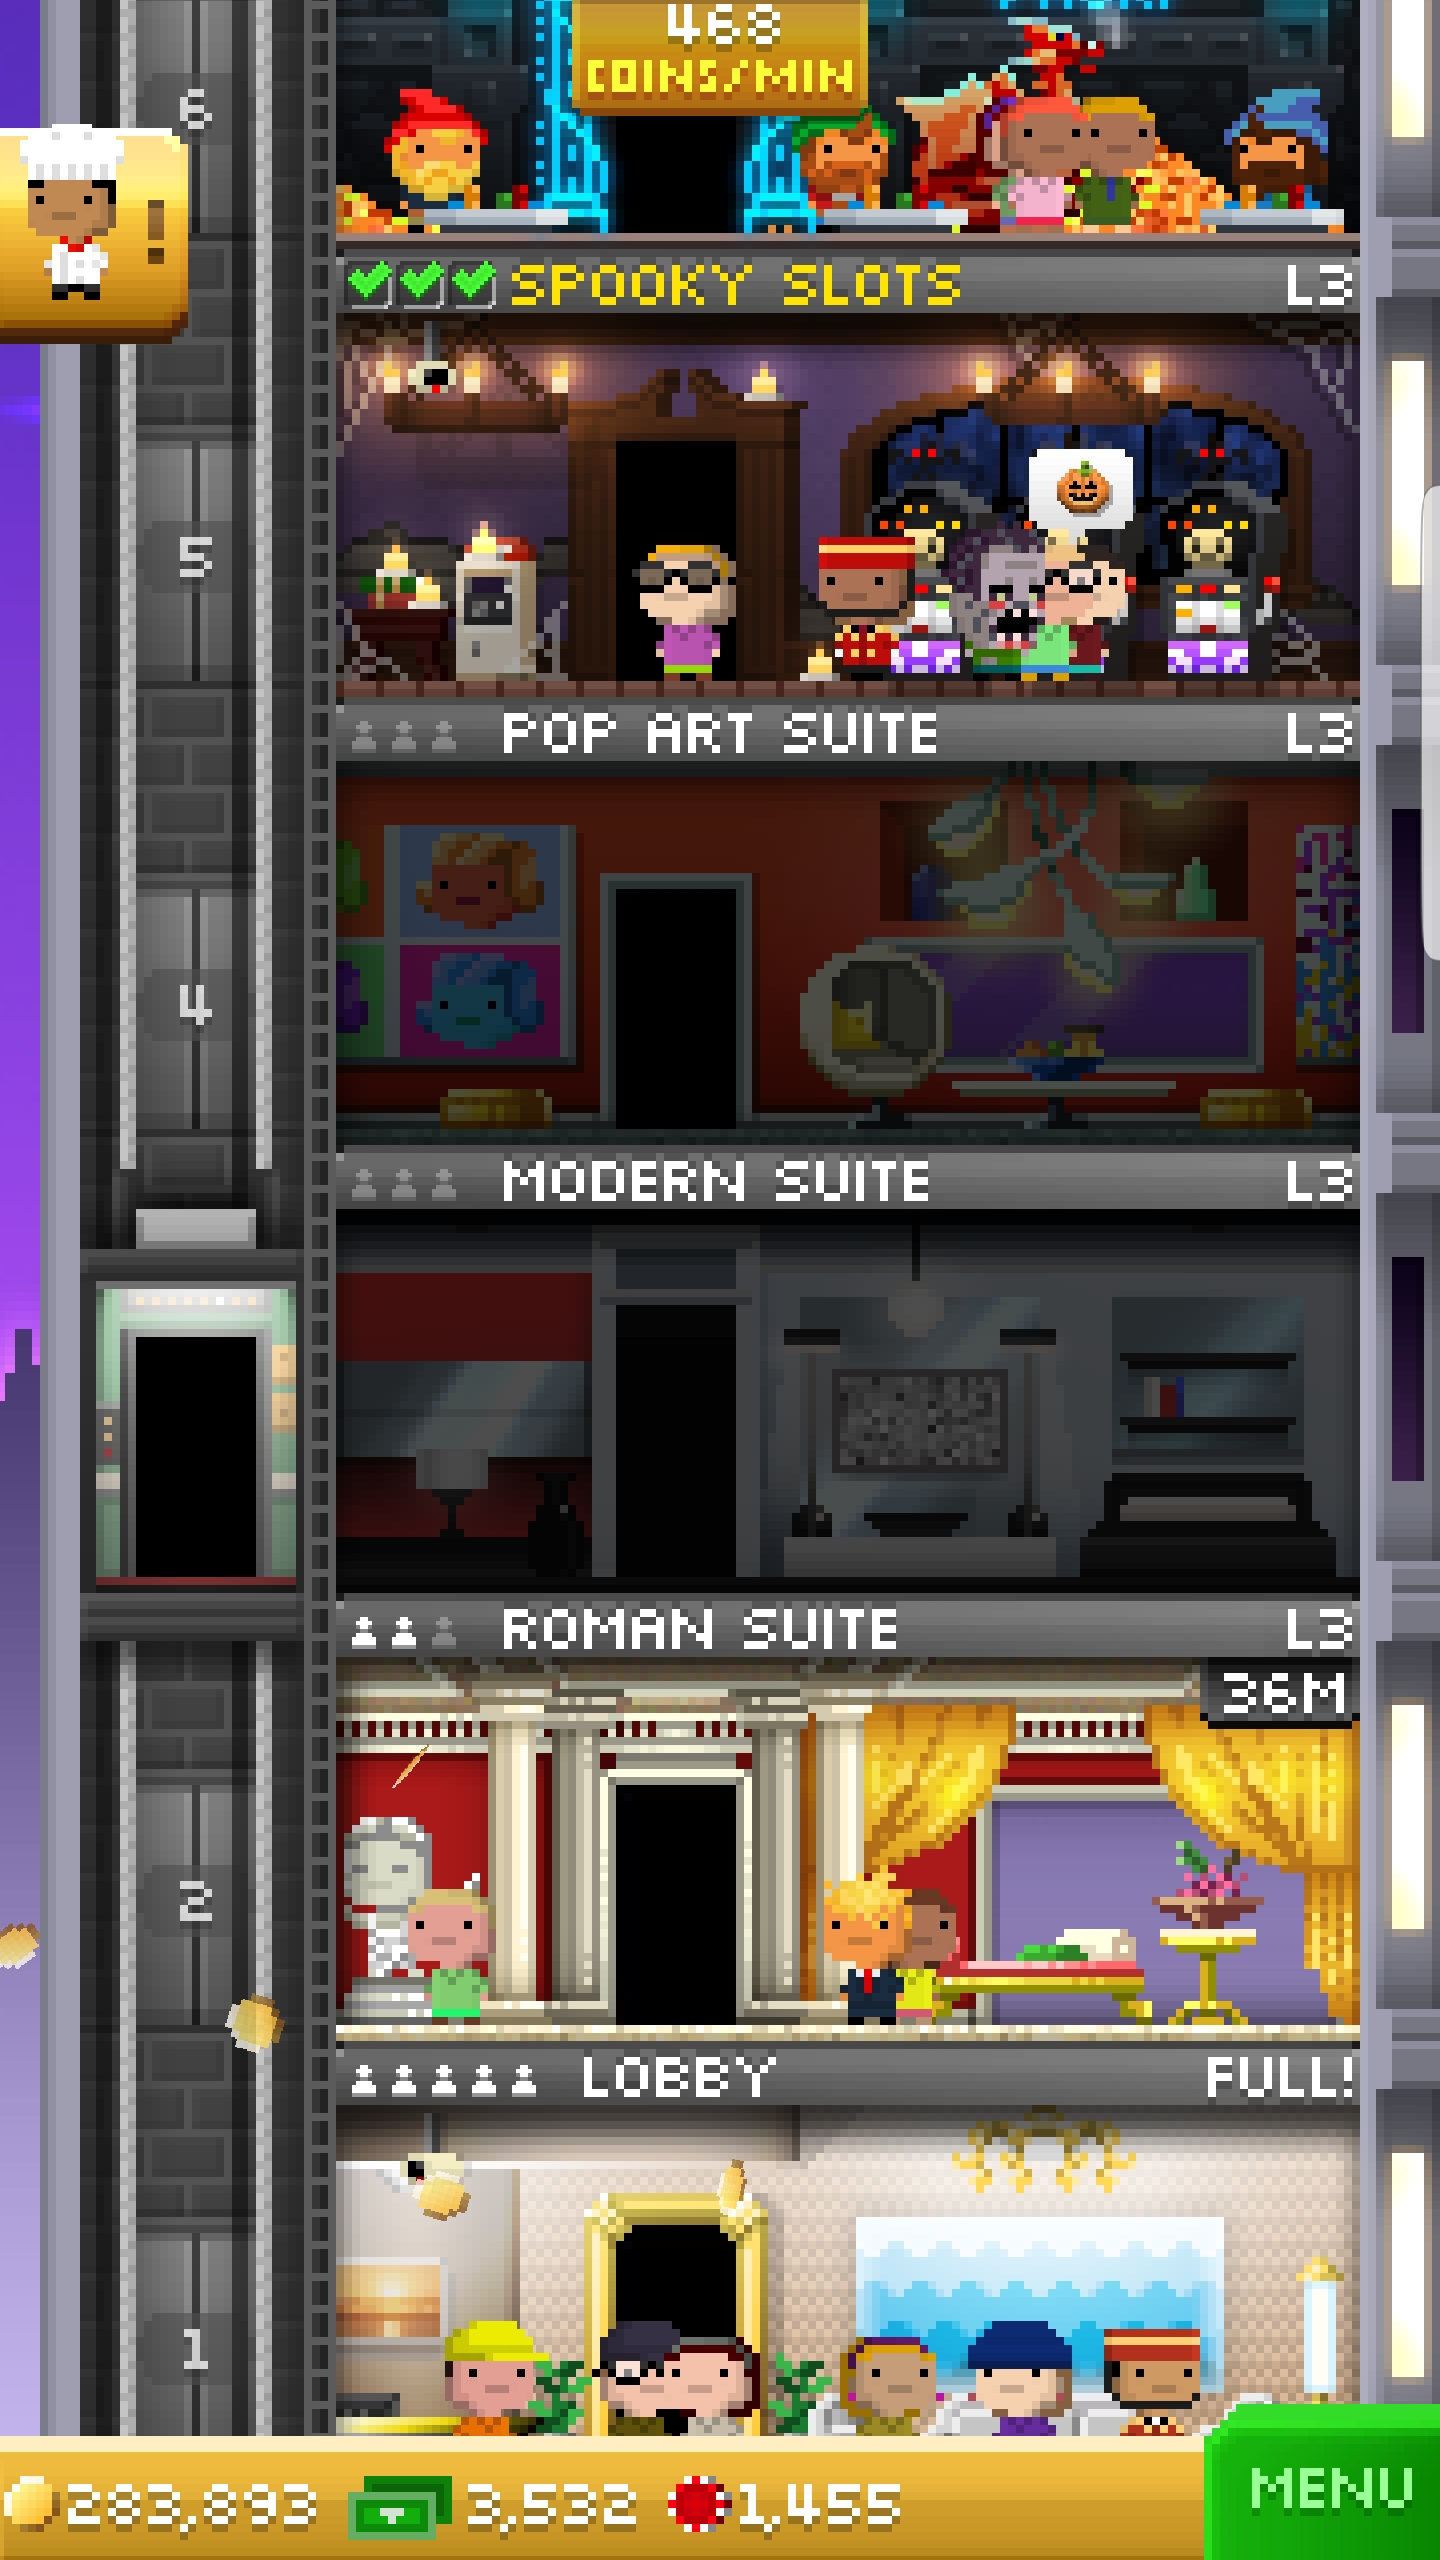 468
COINS/MIN
6
!
SPOOKY SLOTS L3
5
POP ART SUITE L3
4
MODERN SUITE L3
ROMAN SUITE L3
36M
2
LOBBY FULL!
1
283,893 3,532 1,455 MENU